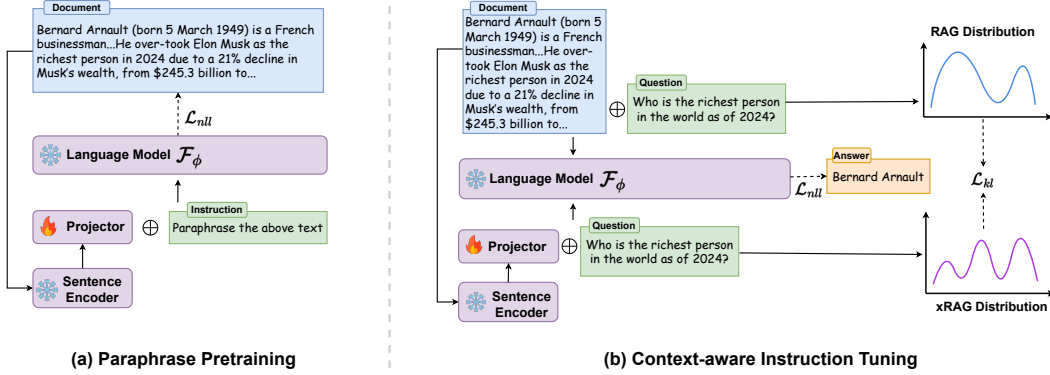 Document
Bernard Arnault (born 5 March 1949) is a French
businessman...He over-took Elon Musk as the
richest person in 2024 due to a 21% decline in
Musk's wealth, from $245.3 billion to...
ℒnll
Language Model ℱϕ
Instruction
Projector ⊕ Paraphrase the above text
Sentence
Encoder
(a) Paraphrase Pretraining
Document
Bernard Arnault (born 5
March 1949) is a French
businessman...He over-
took Elon Musk as the
richest person in 2024
due to a 21% decline in
Musk's wealth, from
$245.3 billion to...
⊕
Question
Who is the richest person
in the world as of 2024?
RAG Distribution
Language Model ℱϕ
ℒnll
Answer
Bernard Arnault
ℒkl
Projector
⊕
Question
Who is the richest person
in the world as of 2024?
Sentence
Encoder
xRAG Distribution
(b) Context-aware Instruction Tuning